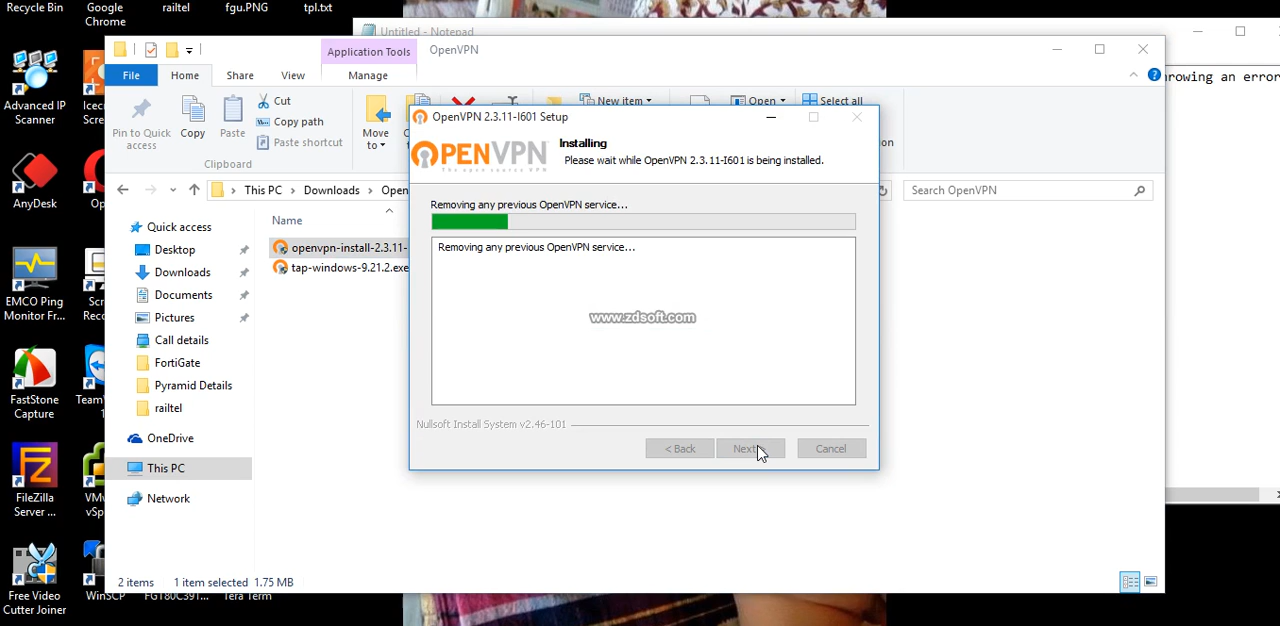 Recycle Bin
Google
Chrome
railtel
fgu.PNG
tpl.txt
Untitled - Notepad
Application Tools
OpenVPN
File
Home
Share
View
Manage
rowing an error
Advanced IP
Scanner
Pin to Quick
access
Copy
Paste
Cut
Copy path
Paste shortcut
Clipboard
Move
to
New item
Open
Select all
OpenVPN 2.3.11-I601 Setup
OPENVPN
The open source VPN
Installing
Please wait while OpenVPN 2.3.11-I601 is being installed.
This PC
Downloads
Open
Search OpenVPN
AnyDesk
Quick access
Desktop
Downloads
Documents
Pictures
Call details
FortiGate
Pyramid Details
railtel
OneDrive
This PC
Network
Name
openvpn-install-2.3.11-
tap-windows-9.21.2.exe
Removing any previous OpenVPN service...
Removing any previous OpenVPN service...
www.zdsoft.com
Nullsoft Install System v2.46-101
< Back
Next
Cancel
EMCO Ping
Monitor Fr...
FastStone
Capture
FileZilla
Server ...
Free Video
Cutter Joiner
WinSCP
FG180C391...
Tera Term
2 items
1 item selected 1.75 MB